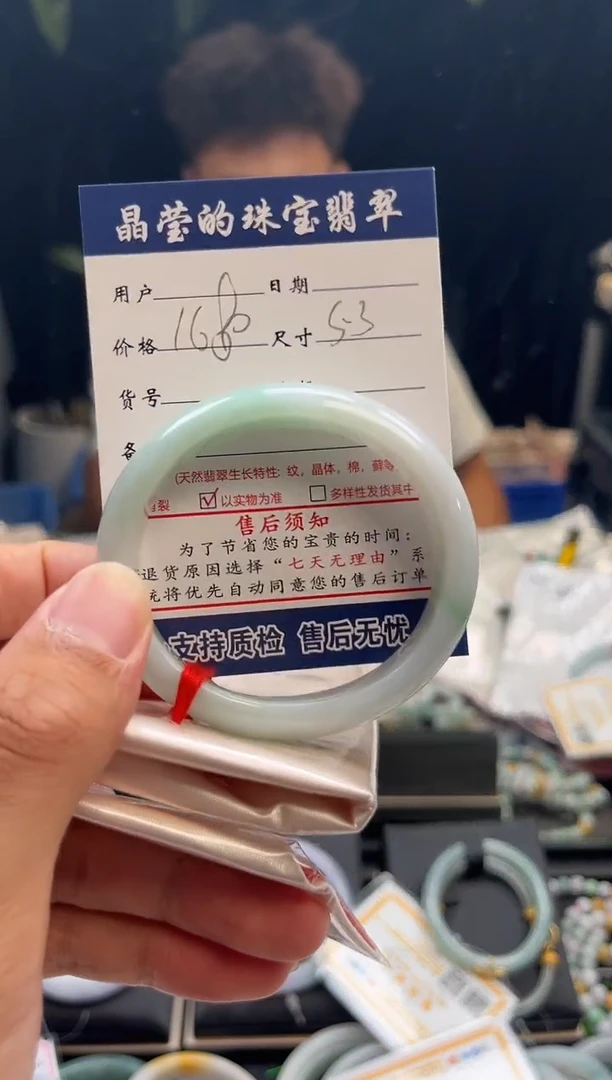 晶莹的珠宝翡翠
用户 日期
价格 1680 尺寸 53
货号
备
(天然翡翠生长特性: 纹, 晶体, 棉, 藓等
裂 ☑ 以实物为准 ☐ 多样性发货其中
售后须知
为了节省您的宝贵的时间:
退货原因选择“七天无理由”系
统将优先自动同意您的售后订单
支持质检 售后无忧